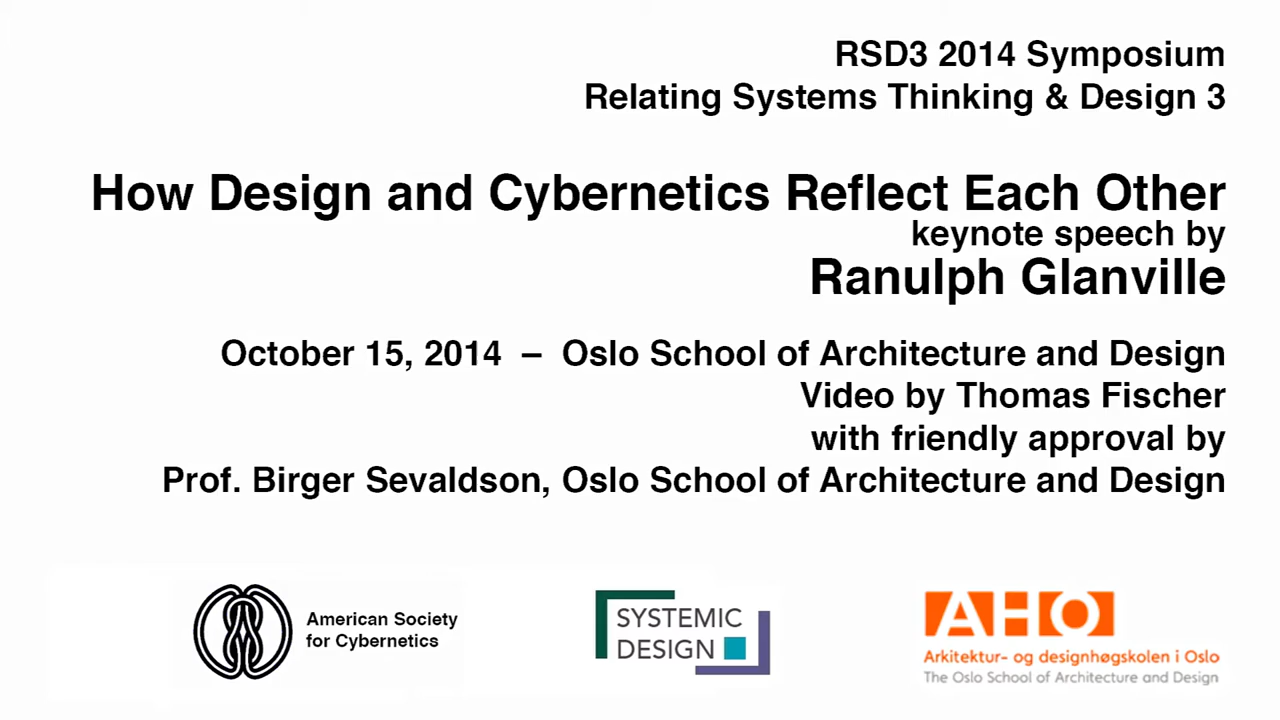 RSD3 2014 Symposium
Relating Systems Thinking & Design 3
How Design and Cybernetics Reflect Each Other
keynote speech by
Ranulph Glanville
October 15, 2014 – Oslo School of Architecture and Design
Video by Thomas Fischer
with friendly approval by
Prof. Birger Sevaldson, Oslo School of Architecture and Design
American Society
for Cybernetics
SYSTEMIC
DESIGN
AHO
Arkitektur- og designhøgskolen i Oslo
The Oslo School of Architecture and Design